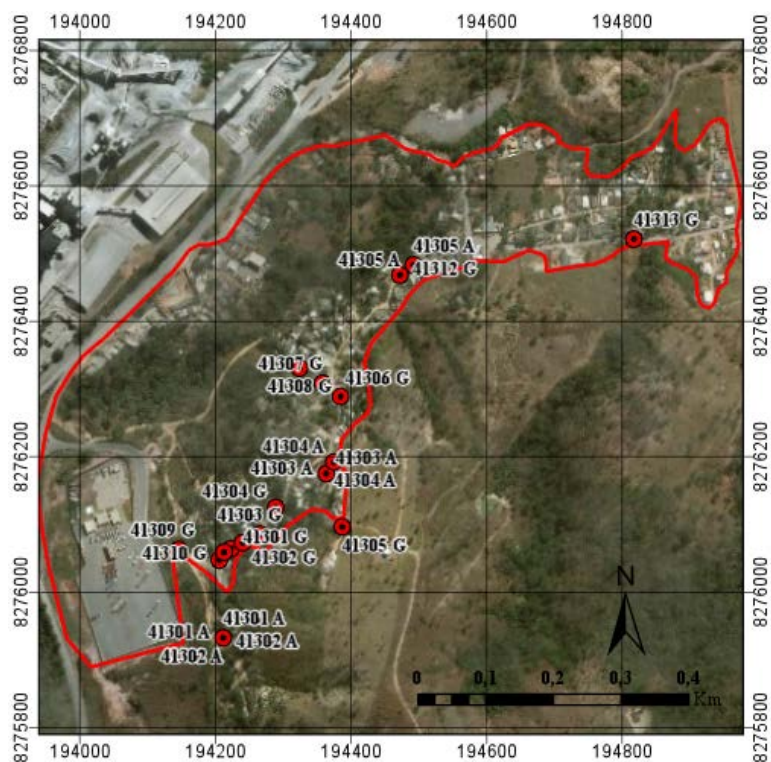 194000 194200 194400 194600 194800
8276800 8276800
8276600 8276600
41313 G
41305 A
41305 A 41312 G
8276400 8276400
41307 G
41308 G 41306 G
8276200 8276200
41304 A 41303 A
41303 A 41304 A
41304 G
41303 G
41309 G 41301 G
41305 G
41310 G 41302 G
8276000 8276000
N
41301 A
41301 A
41302 A
41302 A
0 0,1 0,2 0,3 0,4
Km
8275800 8275800
194000 194200 194400 194600 194800